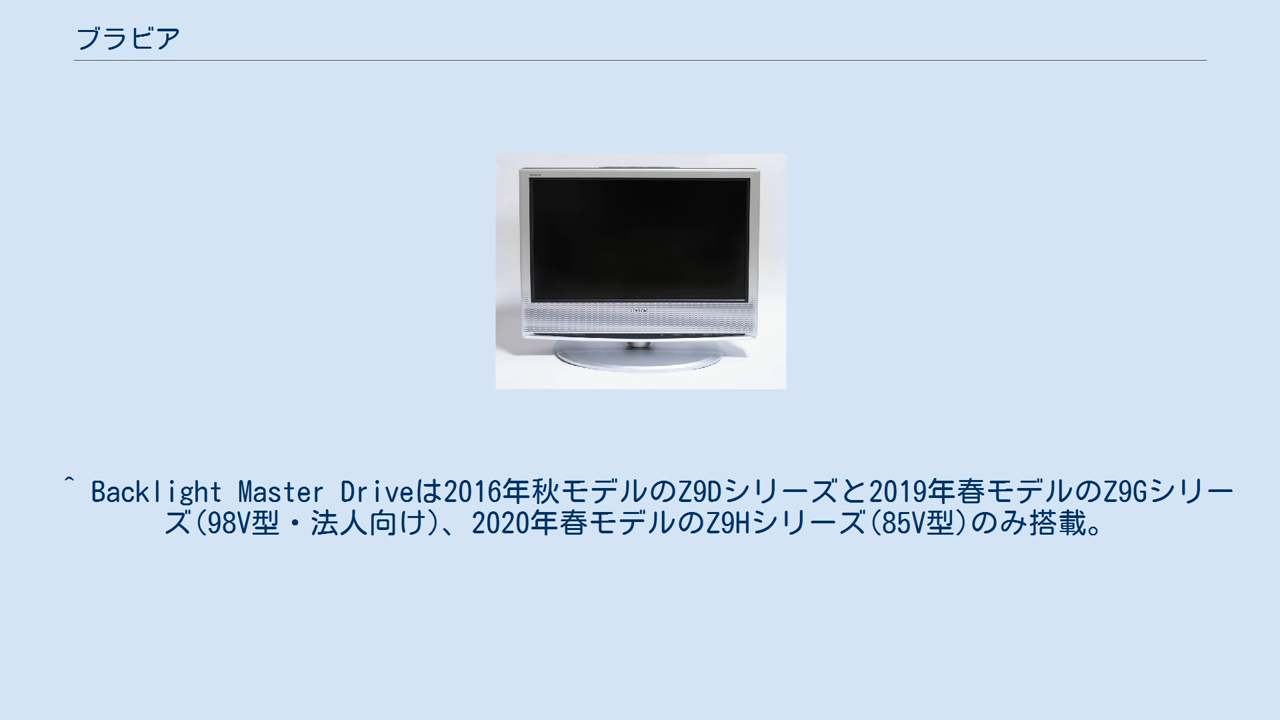 ブラビア
^ Backlight Master Driveは2016年秋モデルのZ9Dシリーズと2019年春モデルのZ9Gシリー
ズ(98V型・法人向け)、2020年春モデルのZ9Hシリーズ(85V型)のみ搭載。